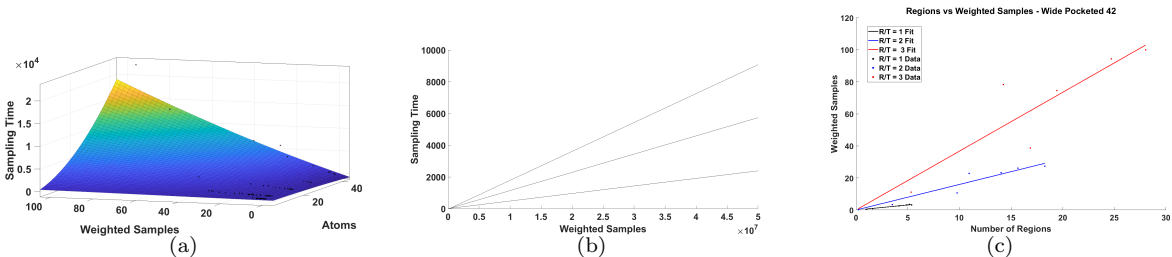 ×10⁴
2
1.5
1
0.5
0
Sampling Time
100
80
60
40
20
0
Weighted Samples
40
20
Atoms
(a)
10000
8000
6000
4000
2000
0
Sampling Time
0 0.5 1 1.5 2 2.5 3 3.5 4 4.5 5
Weighted Samples
×10⁷
(b)
Regions vs Weighted Samples - Wide Pocketed 42
120
100
80
60
40
20
0
Weighted Samples
R/T = 1 Fit
R/T = 2 Fit
R/T = 3 Fit
R/T = 1 Data
R/T = 2 Data
R/T = 3 Data
0 5 10 15 20 25 30
Number of Regions
(c)